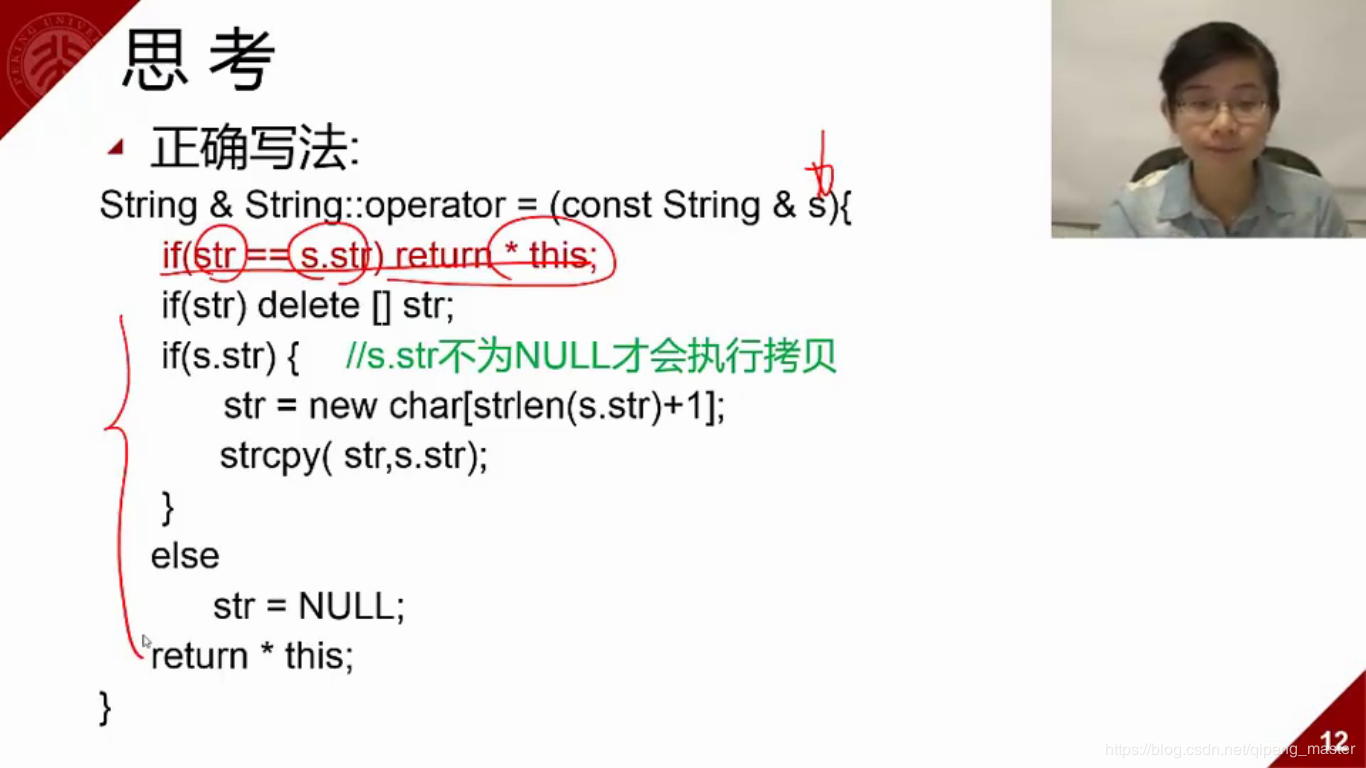 思 考
正确写法:
String & String::operator = (const String & s){
if(str == s.str) return * this;
if(str) delete [] str;
if(s.str) { //s.str不为NULL才会执行拷贝
str = new char[strlen(s.str)+1];
strcpy( str,s.str);
}
else
str = NULL;
return * this;
}
12
https://blog.csdn.net/qipang_master